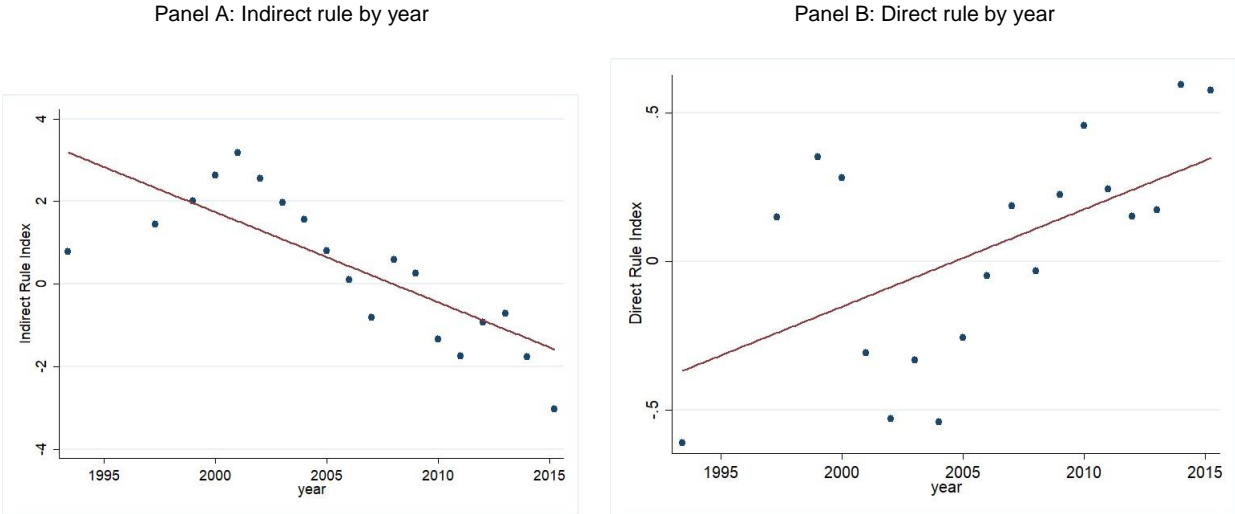 Panel A: Indirect rule by year
Panel B: Direct rule by year
Indirect Rule Index
4
2
0
-2
-4
1995 2000 2005 2010 2015
year
Direct Rule Index
.5
0
-.5
1995 2000 2005 2010 2015
year